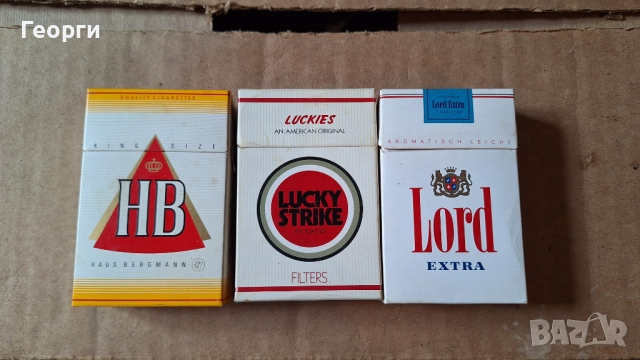 Георги
QUALITY CIGARETTES
KING SIZE
HB
HAUS BERGMANN
LUCKIES
AN AMERICAN ORIGINAL
LUCKY
STRIKE
FILTERS
Lord Extra
AROMATISCH LEICHT
Lord
EXTRA
BAZAR